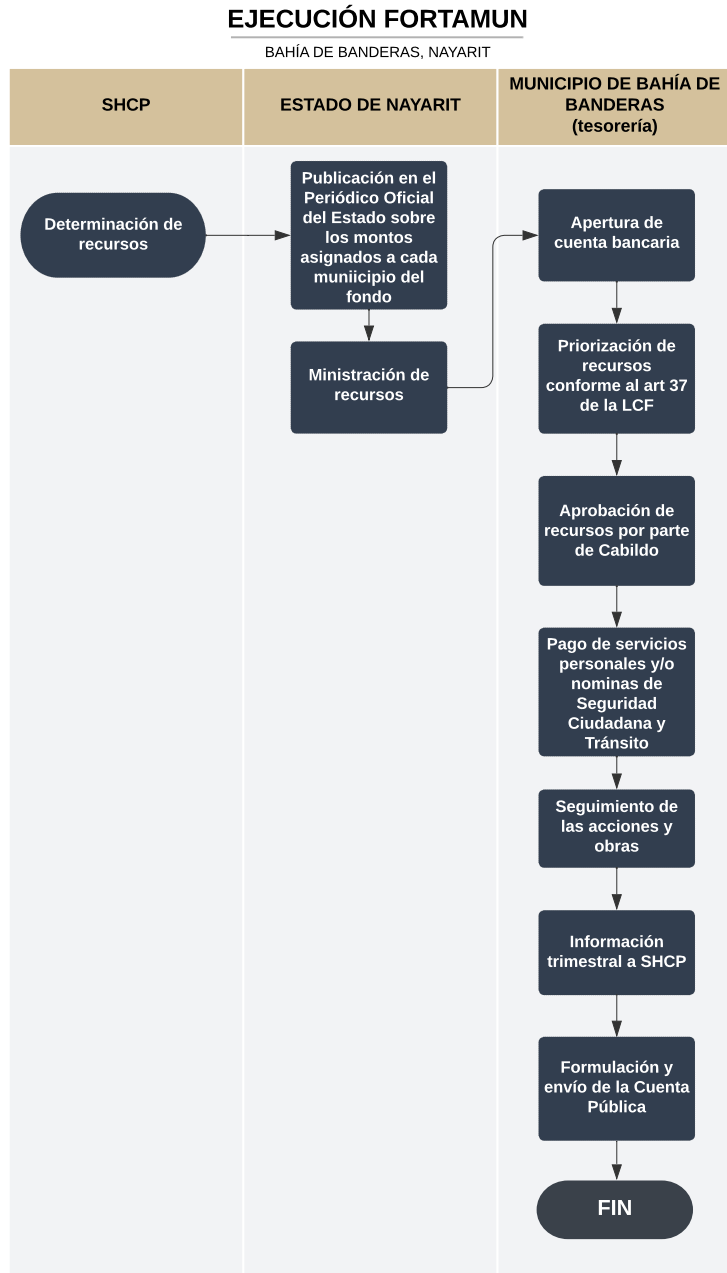 EJECUCIÓN FORTAMUN
BAHÍA DE BANDERAS, NAYARIT
SHCP
ESTADO DE NAYARIT
MUNICIPIO DE BAHÍA DE
BANDERAS
(tesorería)
Determinación de
recursos
Publicación en el
Periódico Oficial
del Estado sobre
los montos
asignados a cada
muniicipio del
fondo
Ministración de
recursos
Apertura de
cuenta bancaria
Priorización de
recursos
conforme al art 37
de la LCF
Aprobación de
recursos por parte
de Cabildo
Pago de servicios
personales y/o
nominas de
Seguridad
Ciudadana y
Tránsito
Seguimiento de
las acciones y
obras
Información
trimestral a SHCP
Formulación y
envío de la Cuenta
Pública
FIN